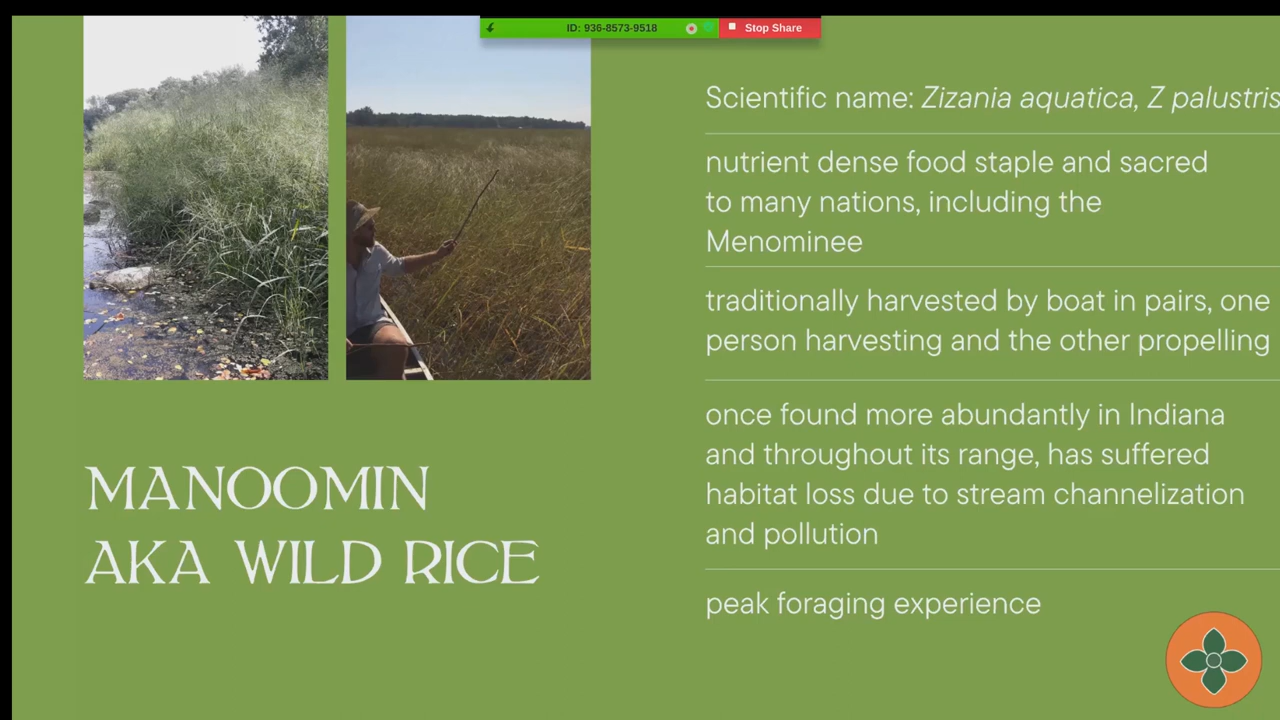 ID: 936-8573-9518
Stop Share
Scientific name: Zizania aquatica, Z palustris
nutrient dense food staple and sacred
to many nations, including the
Menominee
traditionally harvested by boat in pairs, one
person harvesting and the other propelling
once found more abundantly in Indiana
and throughout its range, has suffered
habitat loss due to stream channelization
and pollution
peak foraging experience
MANOOMIN
AKA WILD RICE